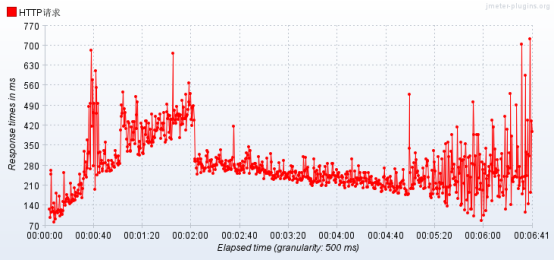 jmeter-plugins.org
HTTP请求
Response times in ms
770
700
630
560
490
420
350
280
210
140
70
00:00:00 00:00:40 00:01:20 00:02:00 00:02:40 00:03:20 00:04:00 00:04:40 00:05:20 00:06:00 00:06:41
Elapsed time (granularity: 500 ms)